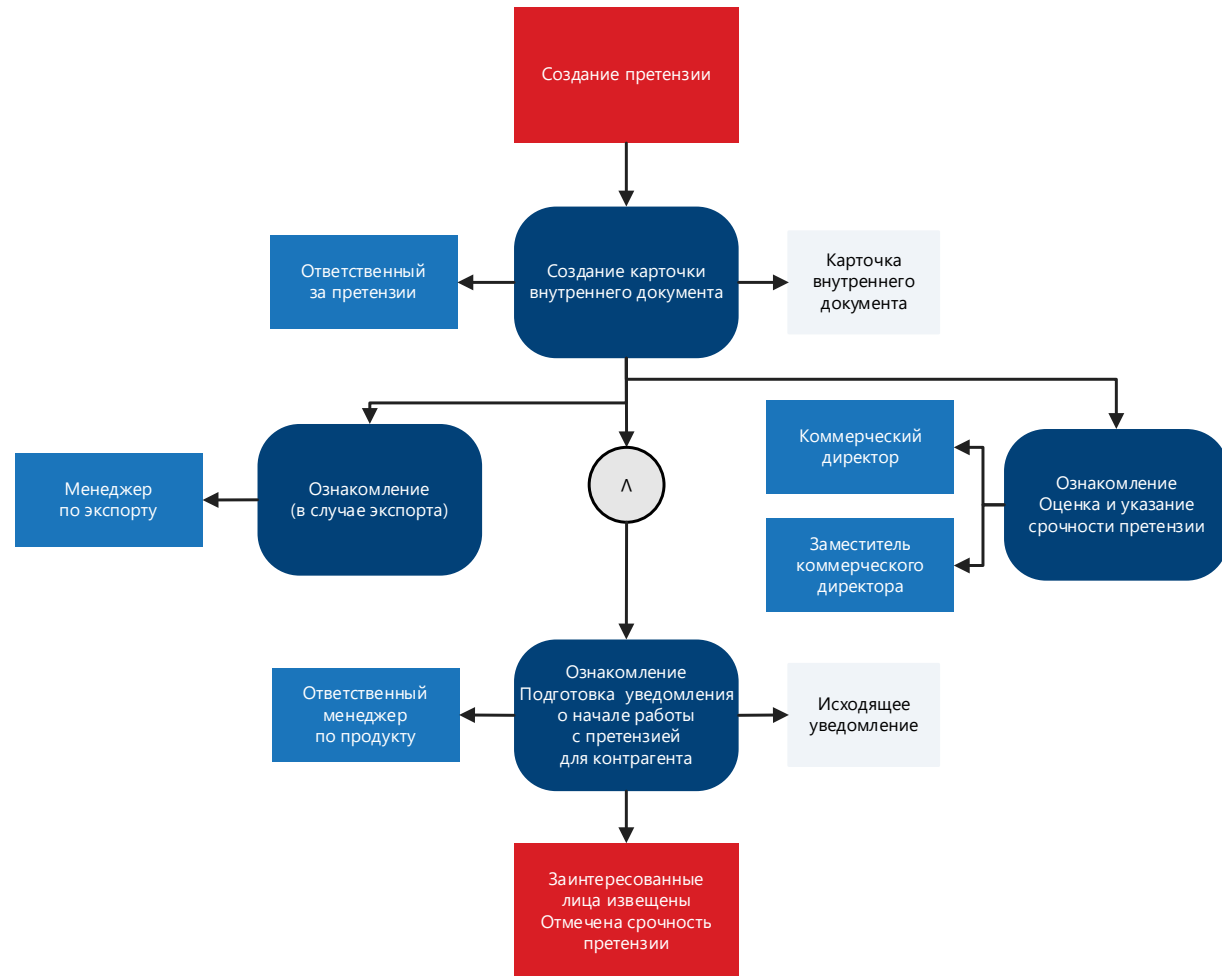 Создание претензии
Ответственный
за претензии
Создание карточки
внутреннего документа
Карточка
внутреннего
документа
Менеджер
по экспорту
Ознакомление
(в случае экспорта)
Λ
Коммерческий
директор
Заместитель
коммерческого
директора
Ознакомление
Оценка и указание
срочности претензии
Ответственный
менеджер
по продукту
Ознакомление
Подготовка уведомления
о начале работы
с претензией
для контрагента
Исходящее
уведомление
Заинтересованные
лица извещены
Отмечена срочность
претензии